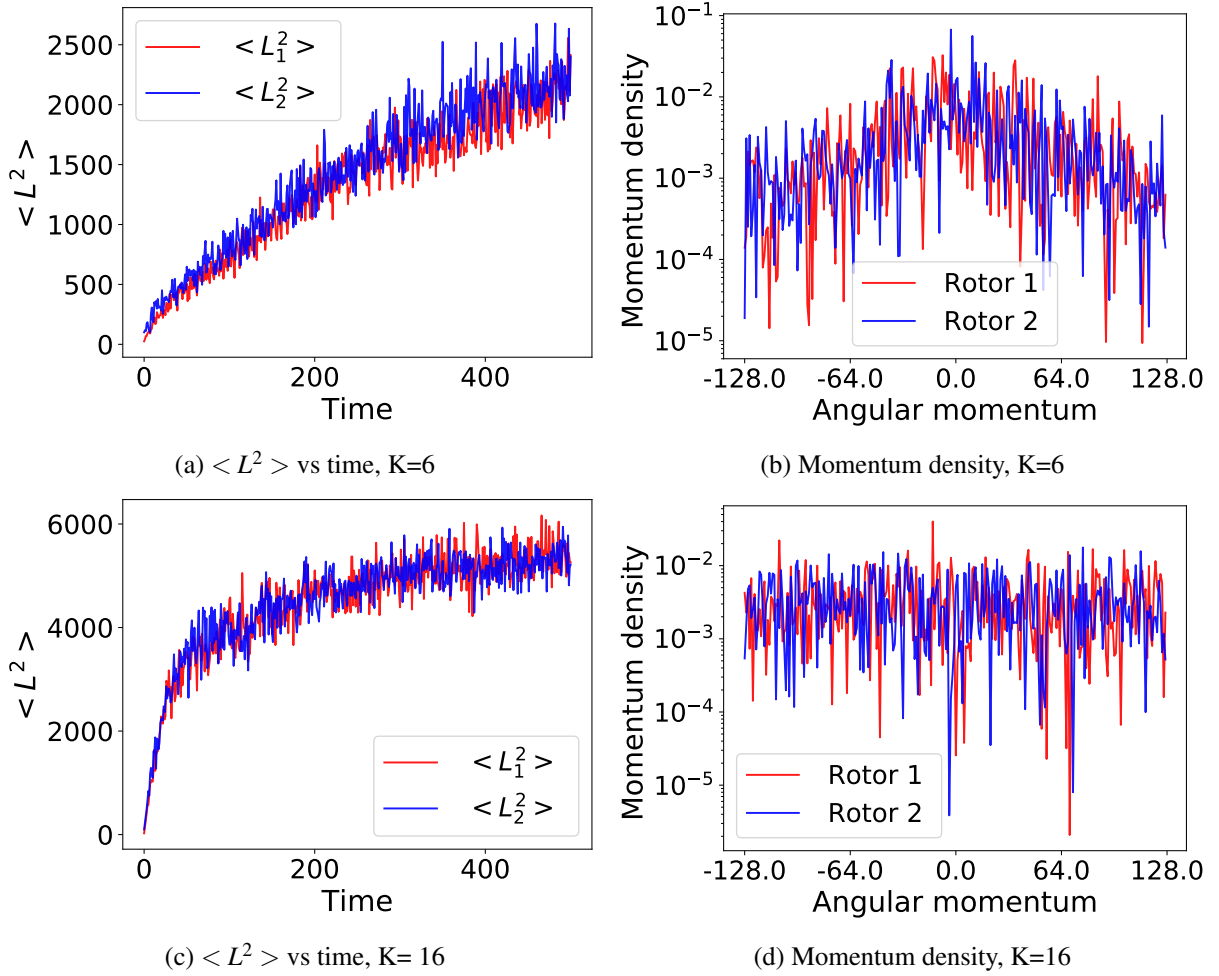 < L₁² >
< L₂² >
2500
2000
1500
1000
500
0
< L² >
0
200
400
Time
(a) < L² > vs time, K=6
10⁻¹
10⁻²
10⁻³
10⁻⁴
10⁻⁵
Momentum density
Rotor 1
Rotor 2
-128.0
-64.0
0.0
64.0
128.0
Angular momentum
(b) Momentum density, K=6
6000
4000
2000
0
< L² >
< L₁² >
< L₂² >
0
200
400
Time
(c) < L² > vs time, K= 16
10⁻²
10⁻³
10⁻⁴
10⁻⁵
Momentum density
Rotor 1
Rotor 2
-128.0
-64.0
0.0
64.0
128.0
Angular momentum
(d) Momentum density, K=16